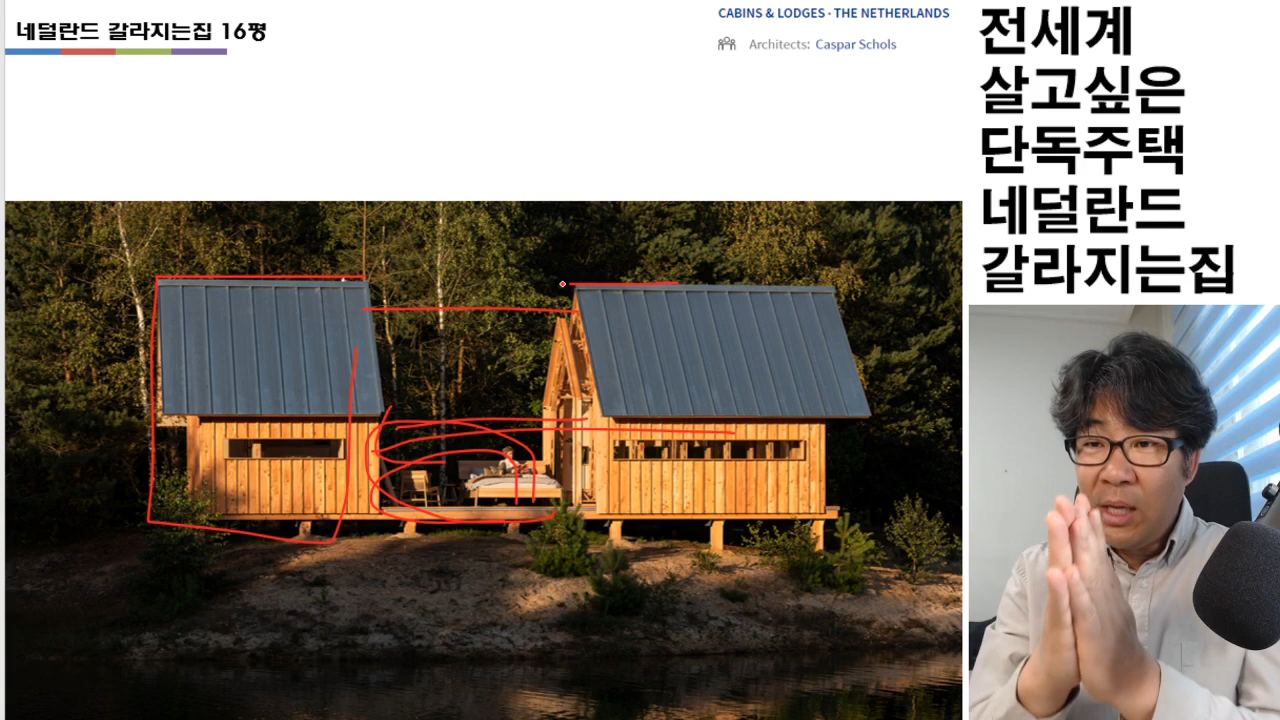 네덜란드 갈라지는집 16평
CABINS & LODGES · THE NETHERLANDS
Architects: Caspar Schols
전세계
살고싶은
단독주택
네덜란드
갈라지는집